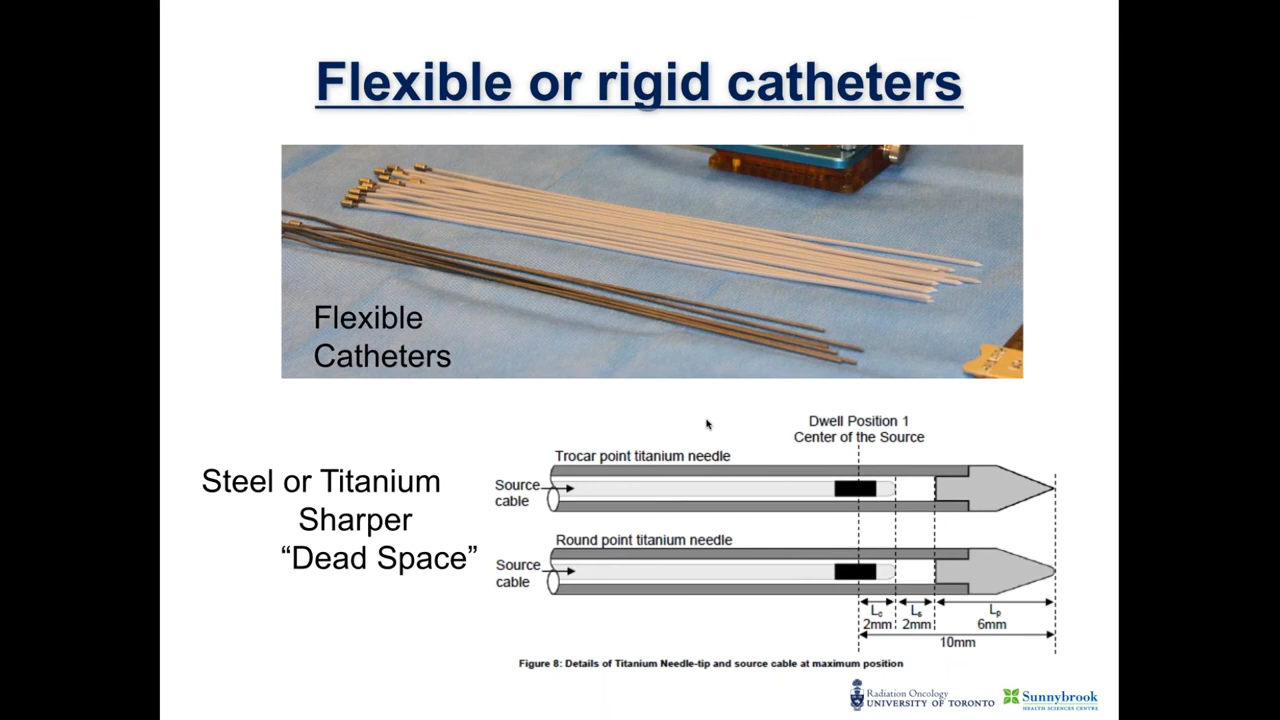 Flexible or rigid catheters
Flexible
Catheters
Steel or Titanium
Sharper
“Dead Space”
Dwell Position 1
Center of the Source
Trocar point titanium needle
Source
cable
Round point titanium needle
Source
cable
Lc
Ls
Lp
2mm
2mm
6mm
10mm
Figure 8: Details of Titanium Needle-tip and source cable at maximum position
Radiation Oncology
UNIVERSITY OF TORONTO
Sunnybrook
HEALTH SCIENCES CENTRE